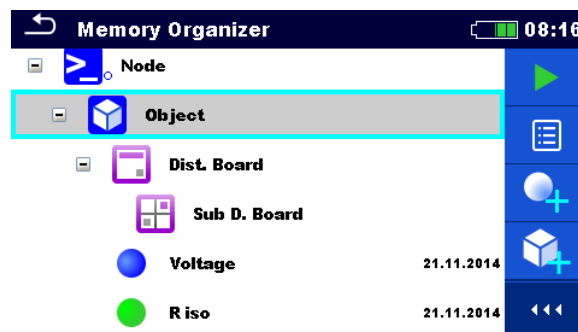 Memory Organizer 08:16
>_ Node
Object
Dist. Board
Sub D. Board
Voltage 21.11.2014
R iso 21.11.2014